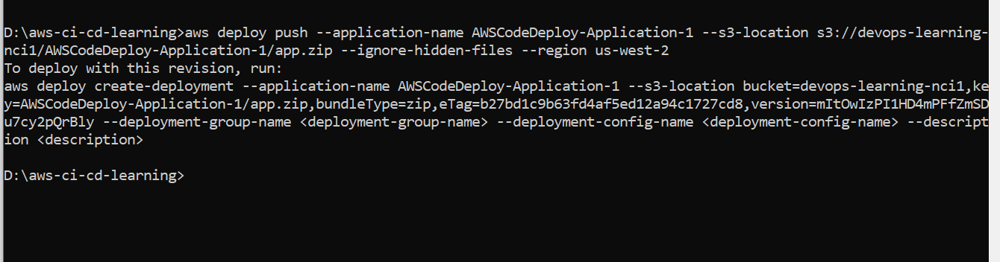 D:\aws-ci-cd-learning>aws deploy push --application-name AWSCodeDeploy-Application-1 --s3-location s3://devops-learning-
nci1/AWSCodeDeploy-Application-1/app.zip --ignore-hidden-files --region us-west-2
To deploy with this revision, run:
aws deploy create-deployment --application-name AWSCodeDeploy-Application-1 --s3-location bucket=devops-learning-nci1,ke
y=AWSCodeDeploy-Application-1/app.zip,bundleType=zip,eTag=b27bd1c9b63fd4af5ed12a94c1727cd8,version=mItOwIzPI1HD4mPFfZmSD
u7cy2pQrBly --deployment-group-name <deployment-group-name> --deployment-config-name <deployment-config-name> --descript
ion <description>
D:\aws-ci-cd-learning>